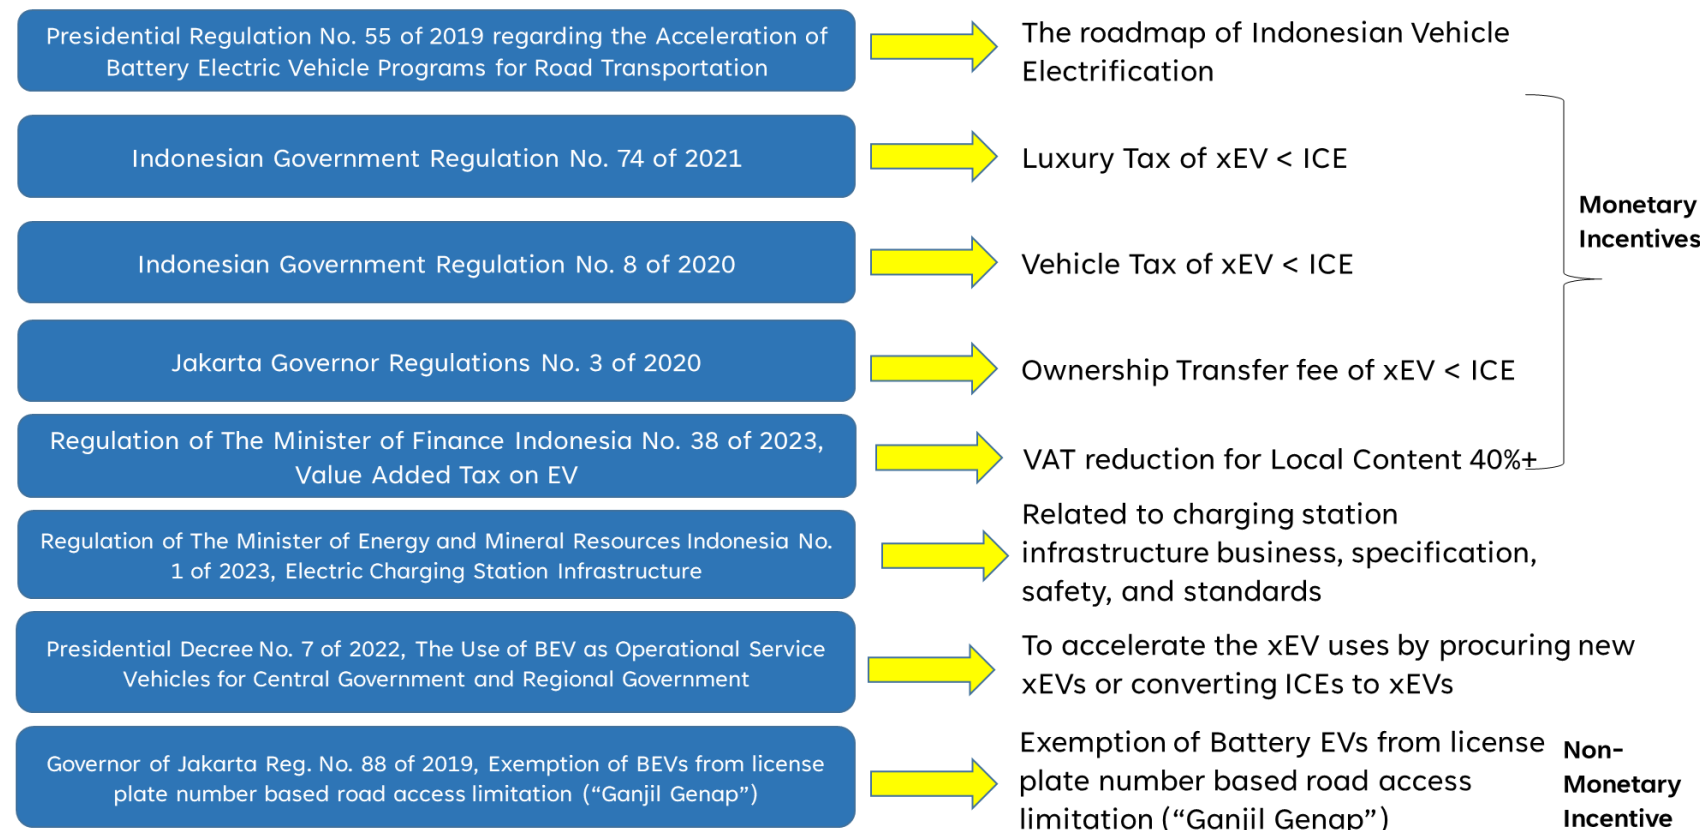 Presidential Regulation No. 55 of 2019 regarding the Acceleration of
Battery Electric Vehicle Programs for Road Transportation
The roadmap of Indonesian Vehicle
Electrification
Indonesian Government Regulation No. 74 of 2021
Luxury Tax of xEV < ICE
Monetary
Incentives
Indonesian Government Regulation No. 8 of 2020
Vehicle Tax of xEV < ICE
Jakarta Governor Regulations No. 3 of 2020
Ownership Transfer fee of xEV < ICE
Regulation of The Minister of Finance Indonesia No. 38 of 2023,
Value Added Tax on EV
VAT reduction for Local Content 40%+
Regulation of The Minister of Energy and Mineral Resources Indonesia No.
1 of 2023, Electric Charging Station Infrastructure
Related to charging station
infrastructure business, specification,
safety, and standards
Presidential Decree No. 7 of 2022, The Use of BEV as Operational Service
Vehicles for Central Government and Regional Government
To accelerate the xEV uses by procuring new
xEVs or converting ICEs to xEVs
Governor of Jakarta Reg. No. 88 of 2019, Exemption of BEVs from license
plate number based road access limitation (“Ganjil Genap”)
Exemption of Battery EVs from license
plate number based road access
limitation (“Ganjil Genap”)
Non-
Monetary
Incentive